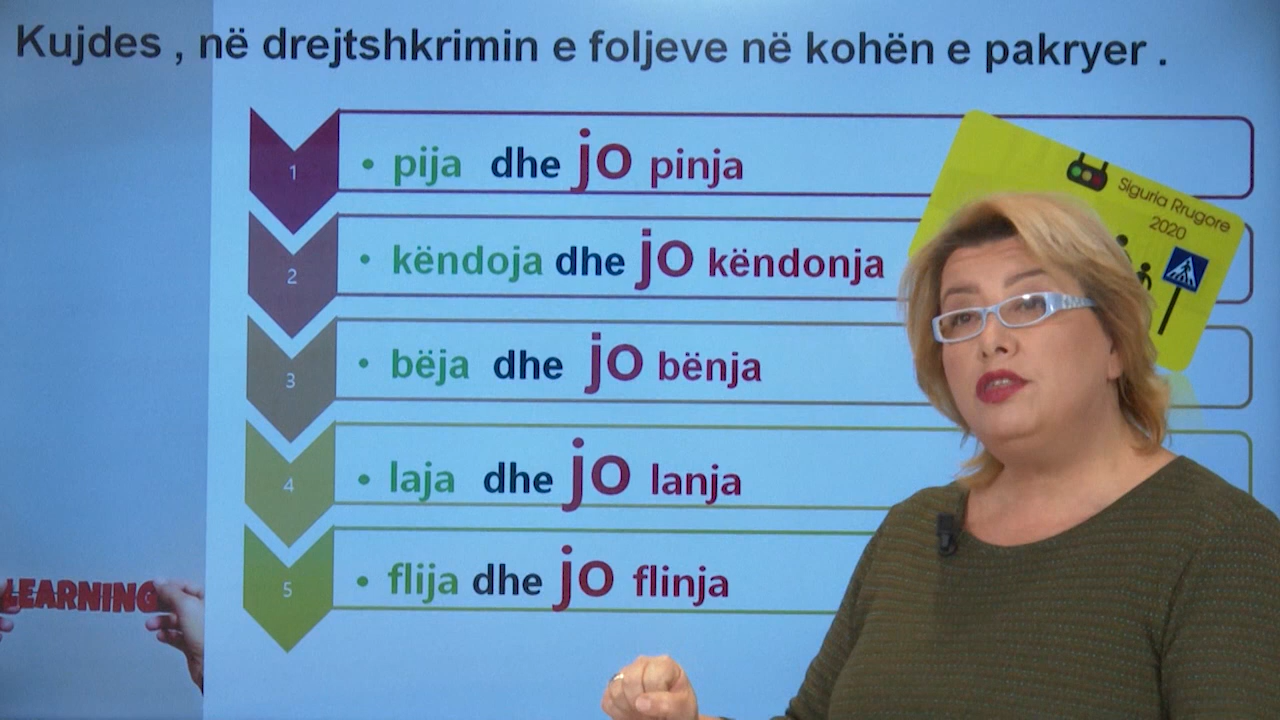 Kujdes , në drejtshkrimin e foljeve në kohën e pakryer .
1 • pija dhe jo pinja
2 • këndoja dhe jo këndonja
3 • bëja dhe jo bënja
4 • laja dhe jo lanja
5 • flija dhe jo flinja
Siguria Rrugore
2020
LEARNING